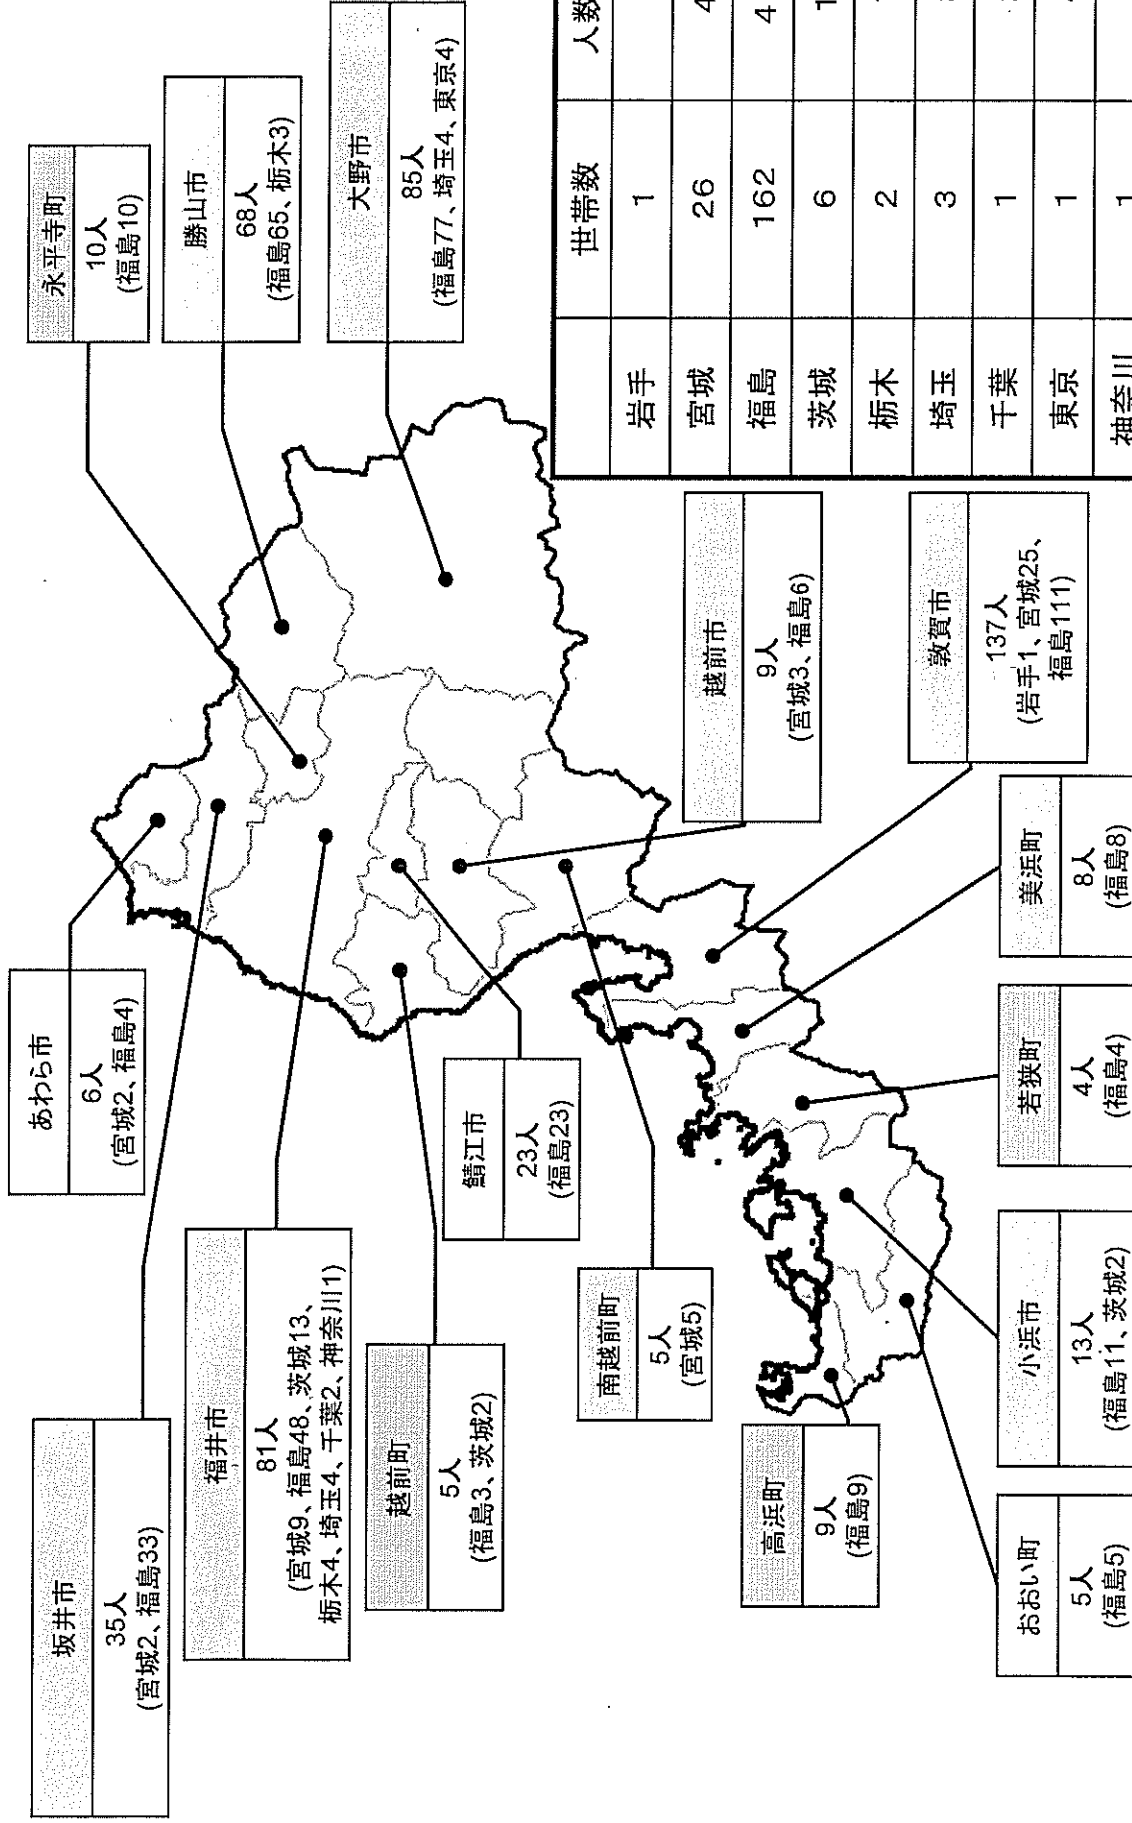 坂井市
35人
(宮城2、福島33)
あわら市
6人
(宮城2、福島4)
永平寺町
10人
(福島10)
勝山市
68人
(福島65、栃木3)
大野市
85人
(福島77、埼玉4、東京4)
福井市
81人
(宮城9、福島48、茨城13、
栃木4、埼玉4、千葉2、神奈川1)
越前町
5人
(福島3、茨城2)
鯖江市
23人
(福島23)
南越前町
5人
(宮城5)
越前市
9人
(宮城3、福島6)
敦賀市
137人
(岩手1、宮城25、
福島111)
高浜町
9人
(福島9)
おおい町
5人
(福島5)
小浜市
13人
(福島11、茨城2)
若狭町
4人
(福島4)
美浜町
8人
(福島8)
世帯数 人数
岩手 1
宮城 26 4
福島 162 4
茨城 6 1
栃木 2
埼玉 3
千葉 1
東京 1
神奈川 1